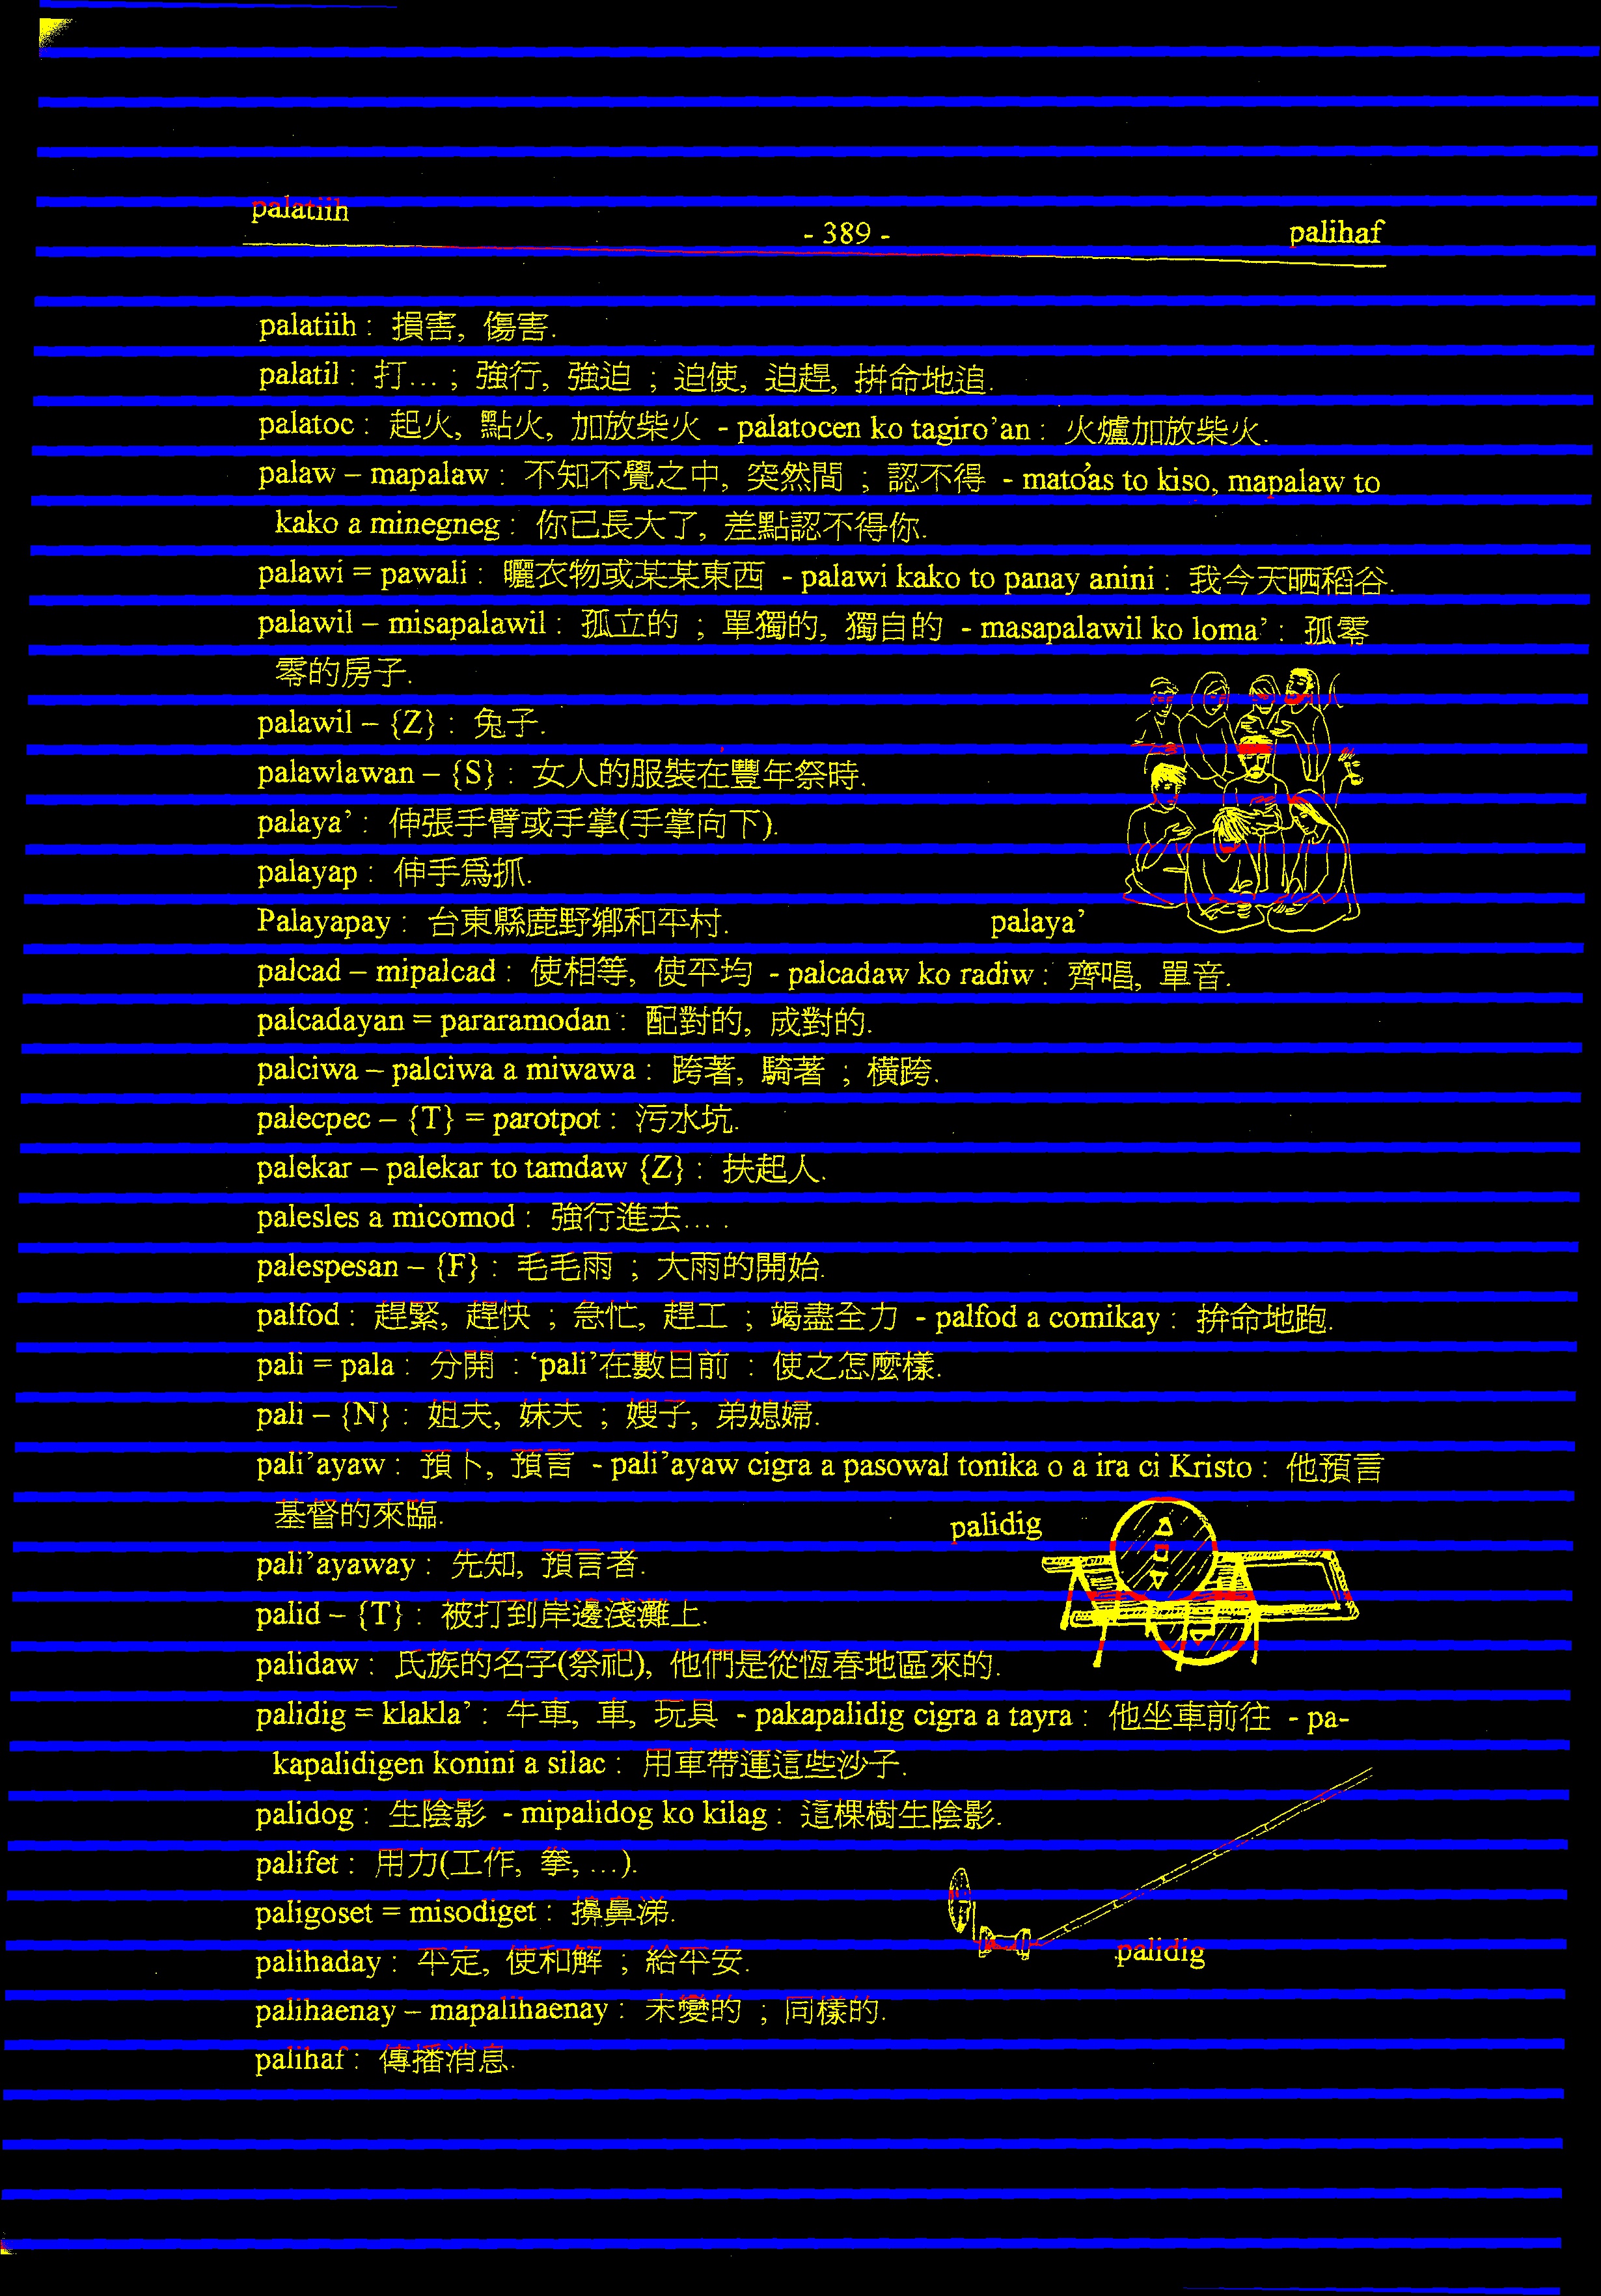 palatiih
- 389 -
palihaf
palatiih : 損害, 傷害.
palatil : 打... ; 強行, 強迫 ; 迫使, 迫趕, 拼命地追.
palatoc : 起火, 點火, 加放柴火 - palatocen ko tagiro’an : 火爐加放柴火.
palaw – mapalaw : 不知不覺之中, 突然間 ; 認不得 - mato’as to kiso, mapalaw to
kako a minegneg : 你已長大了, 差點認不得你.
palawi = pawali : 曬衣物或某某東西 - palawi kako to panay anini : 我今天晒稻谷.
palawil – misapalawil : 孤立的 ; 單獨的, 獨自的 - masapalawil ko loma’ : 孤零
零的房子.
palawil – {Z} : 兔子.
palawlawan – {S} : 女人的服裝在豐年祭時.
palaya’ : 伸張手臂或手掌(手掌向下).
palayap : 伸手爲抓.
Palayapay : 台東縣鹿野鄉和平村.
palaya’
palcad – mipalcad : 使相等, 使平均 - palcadaw ko radiw : 齊唱, 單音.
palcadayan = pararamodan : 配對的, 成對的.
palciwa – palciwa a miwawa : 跨著, 騎著 ; 橫跨.
palecpec – {T} = parotpot : 污水坑.
palekar – palekar to tamdaw {Z} : 扶起人.
palesles a micomod : 強行進去... .
palespesan – {F} : 毛毛雨 ; 大雨的開始.
palfod : 趕緊, 趕快 ; 急忙, 趕工 ; 竭盡全力 - palfod a comikay : 拚命地跑.
pali = pala : 分開 : ‘pali’在數目前 : 使之怎麼樣.
pali – {N} : 姐夫, 妹夫 ; 嫂子, 弟媳婦.
pali’ayaw : 預卜, 預言 - pali’ayaw cigra a pasowal tonika o a ira ci Kristo : 他預言
基督的來臨.
palidig
pali’ayaway : 先知, 預言者.
palid – {T} : 被打到岸邊淺灘上.
palidaw : 氏族的名字(祭祀), 他們是從恆春地區來的.
palidig = klakla’ : 牛車, 車, 玩具 - pakapalidig cigra a tayra : 他坐車前往 - pa-
kapalidigen konini a silac : 用車帶運這些沙子.
palidog : 生陰影 - mipalidog ko kilag : 這棵樹生陰影.
palifet : 用力(工作, 拳, ...).
paligoset = misodiget : 擤鼻涕.
palihaday : 平定, 使和解 ; 給平安.
palidig
palihaenay – mapalihaenay : 未變的 ; 同樣的.
palihaf : 傳播消息.